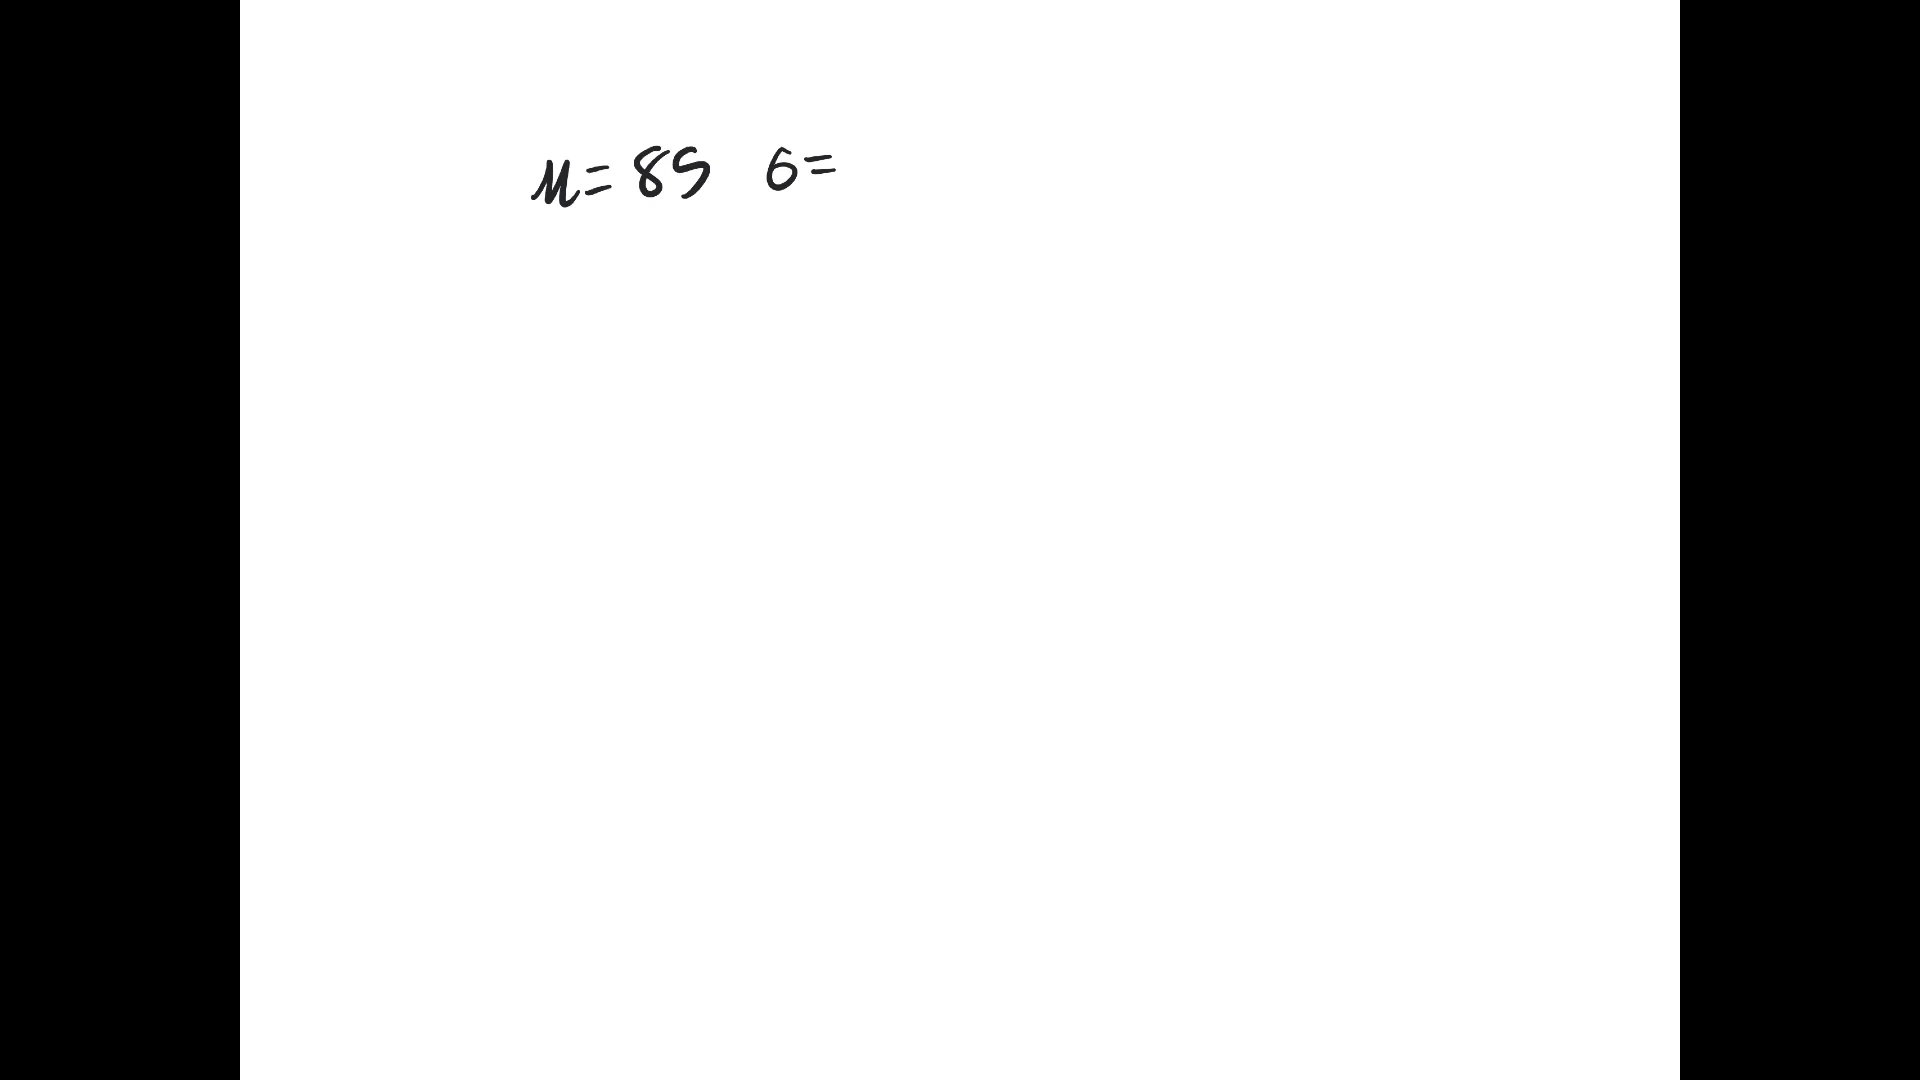 μ = 85 σ =